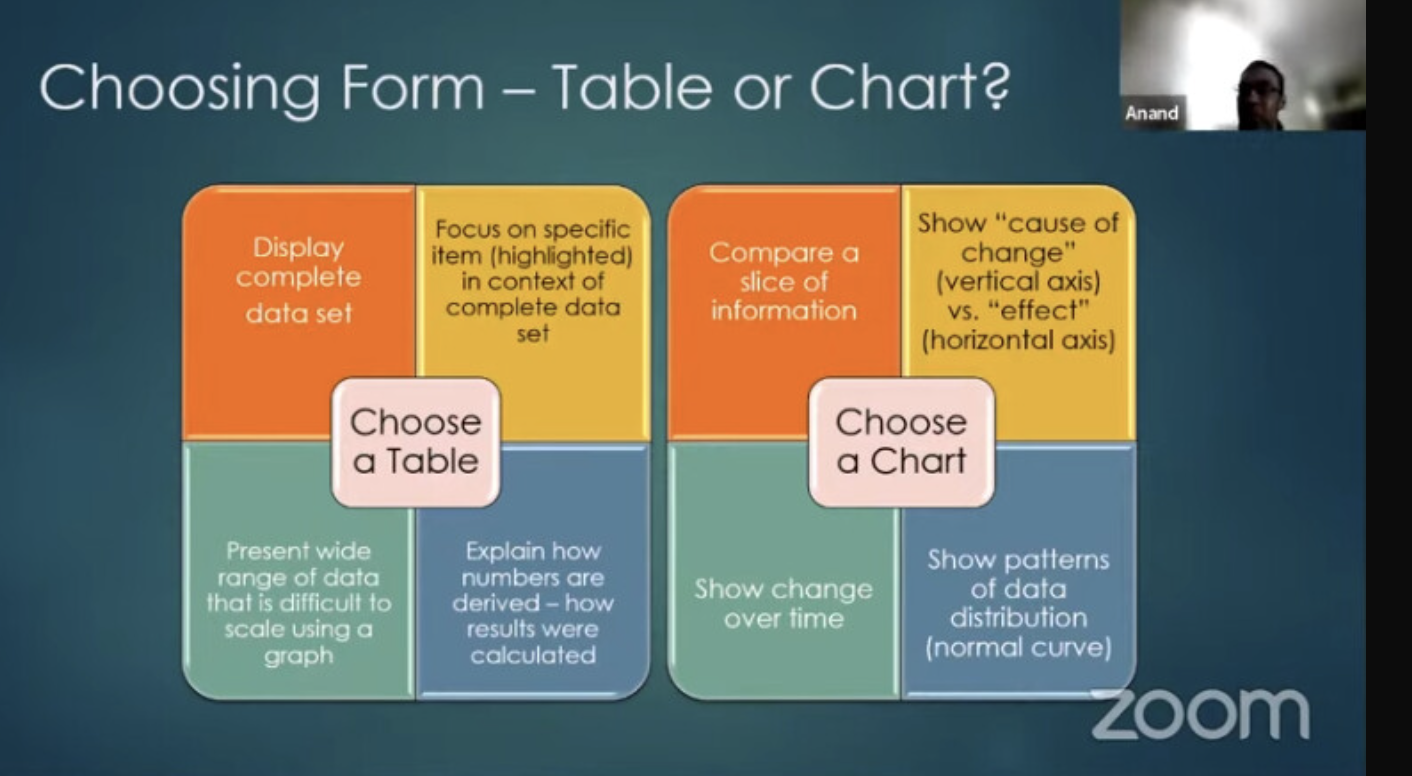 Choosing Form – Table or Chart?
Anand
Display
complete
data set
Focus on specific
item (highlighted)
in context of
complete data
set
Choose
a Table
Present wide
range of data
that is difficult to
scale using a
graph
Explain how
numbers are
derived – how
results were
calculated
Compare a
slice of
information
Show “cause of
change”
(vertical axis)
vs. “effect”
(horizontal axis)
Choose
a Chart
Show change
over time
Show patterns
of data
distribution
(normal curve)
zoom